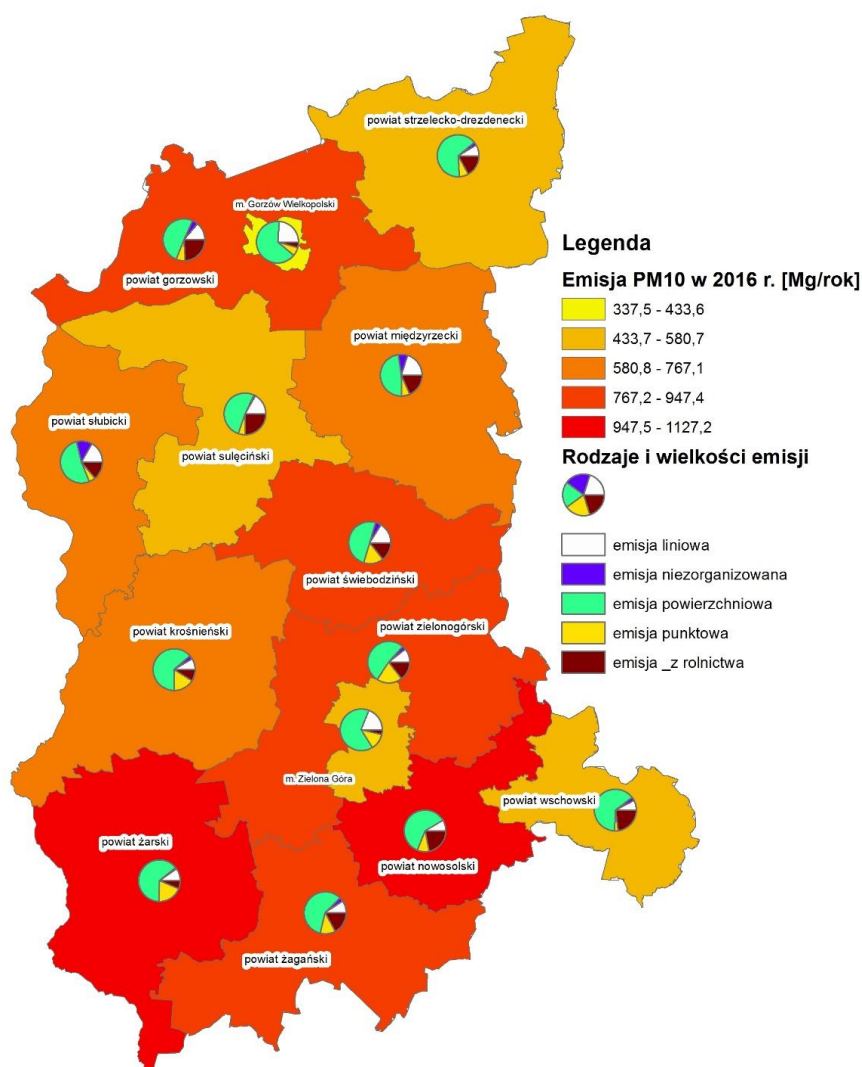 powiat strzelecko-drezdenecki
m. Gorzów Wielkopolski
powiat gorzowski
Legenda
Emisja PM10 w 2016 r. [Mg/rok]
337,5 - 433,6
433,7 - 580,7
580,8 - 767,1
767,2 - 947,4
947,5 - 1127,2
Rodzaje i wielkości emisji
emisja liniowa
emisja niezorganizowana
emisja powierzchniowa
emisja punktowa
emisja _z rolnictwa
powiat międzyrzecki
powiat słubicki
powiat sulęciński
powiat świebodziński
powiat krośnieński
powiat zielonogórski
m. Zielona Góra
powiat wschowski
powiat żarski
powiat nowosolski
powiat żagański